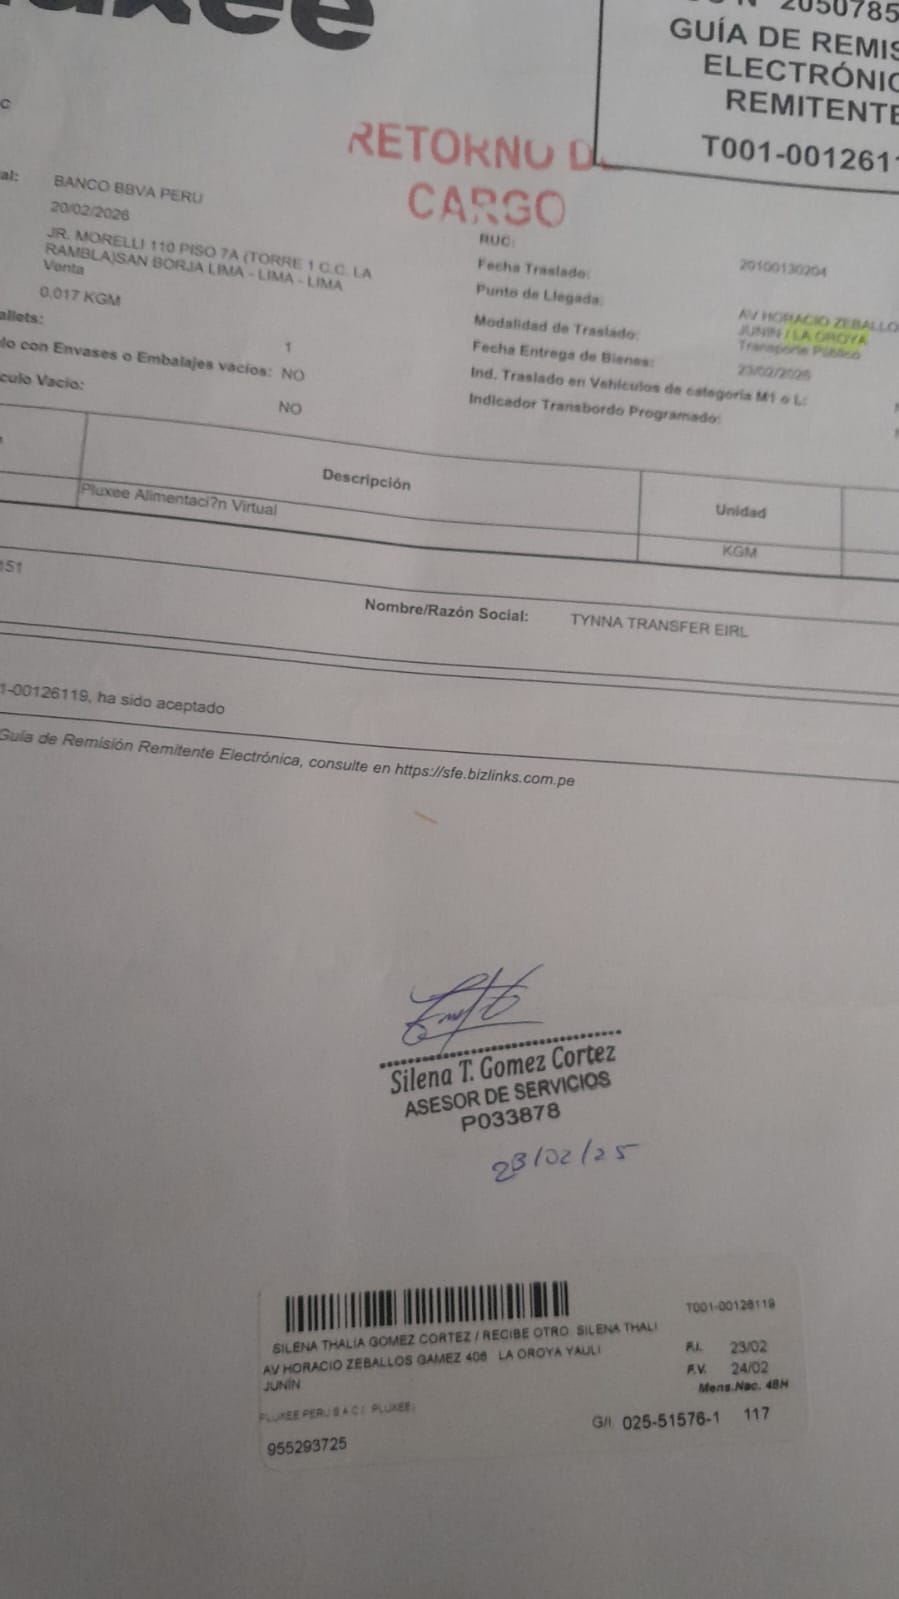 GUÍA DE REMIS
ELECTRÓNIC
REMITENTE
RETORNO D
CARGO
al:
BANCO BBVA PERU
20/02/2026
JR. MORELLI 110 PISO 7A (TORRE 1 C.C. LA
RAMBLA)SAN BORJA LIMA - LIMA - LIMA
Venta
0.017 KGM
allets:
1
lo con Envases o Embalajes vacíos: NO
culo Vacío:
NO
RUC:
20100130204
Fecha Traslado:
Punto de Llegada:
AV HORACIO ZEBALLO
JUNIN / LA OROYA
Modalidad de Traslado:
Transporte Público
Fecha Entrega de Bienes:
23/02/2026
Ind. Traslado en Vehículos de categoría M1 o L:
Indicador Transbordo Programado:
Descripción
Unidad
Pluxee Alimentaci?n Virtual
KGM
151
Nombre/Razón Social: TYNNA TRANSFER EIRL
1-00126119, ha sido aceptado
Guía de Remisión Remitente Electrónica, consulte en https://sfe.bizlinks.com.pe
Silena T. Gomez Cortez
ASESOR DE SERVICIOS
P033878
23/02/25
T001-00126119
SILENA THALIA GOMEZ CORTEZ / RECIBE OTRO: SILENA THALI
AV HORACIO ZEBALLOS GAMEZ 406 LA OROYA YAULI
JUNÍN
F.I. 23/02
F.V. 24/02
Mens.Nac. 48H
PLUXEE PERU S.A.C ( PLUXEE)
G/I. 025-51576-1 117
955293725